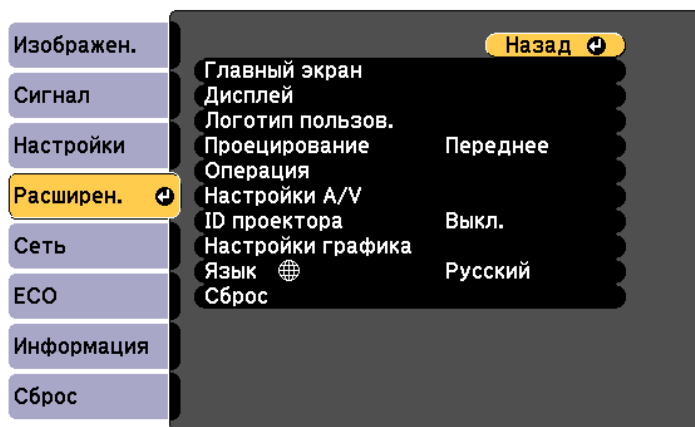 Изображен.
Сигнал
Настройки
Расширен.
Сеть
ECO
Информация
Сброс
Назад
Главный экран
Дисплей
Логотип пользов.
Проецирование Переднее
Операция
Настройки A/V
ID проектора Выкл.
Настройки графика
Язык Русский
Сброс